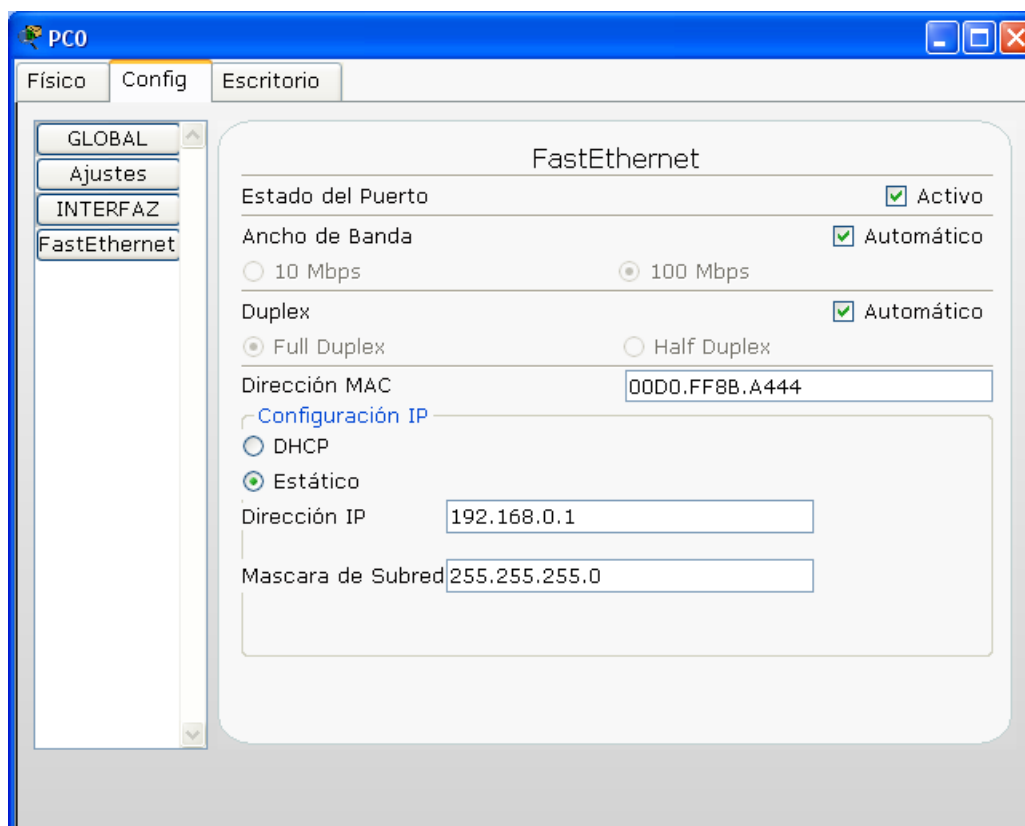 PC0
Físico Config Escritorio
GLOBAL
Ajustes
INTERFAZ
FastEthernet
FastEthernet
Estado del Puerto Activo
Ancho de Banda Automático
10 Mbps 100 Mbps
Duplex Automático
Full Duplex Half Duplex
Dirección MAC 00D0.FF8B.A444
Configuración IP
DHCP
Estático
Dirección IP 192.168.0.1
Mascara de Subred 255.255.255.0